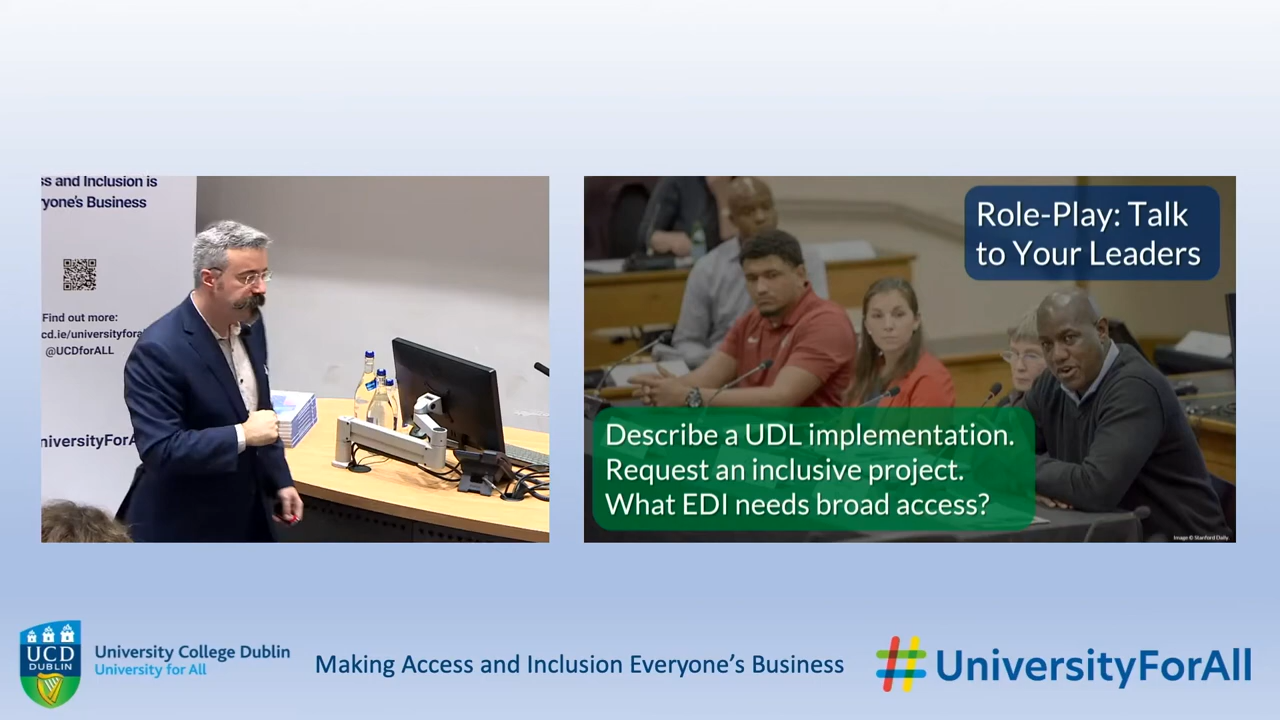 ss and Inclusion is
ryone's Business
Find out more:
cd.ie/universityfora
@UCDforALL
niversityForA
Role-Play: Talk
to Your Leaders
Describe a UDL implementation.
Request an inclusive project.
What EDI needs broad access?
Image © Stanford Daily.
UCD
DUBLIN
University College Dublin
University for All
Making Access and Inclusion Everyone's Business
#UniversityForAll